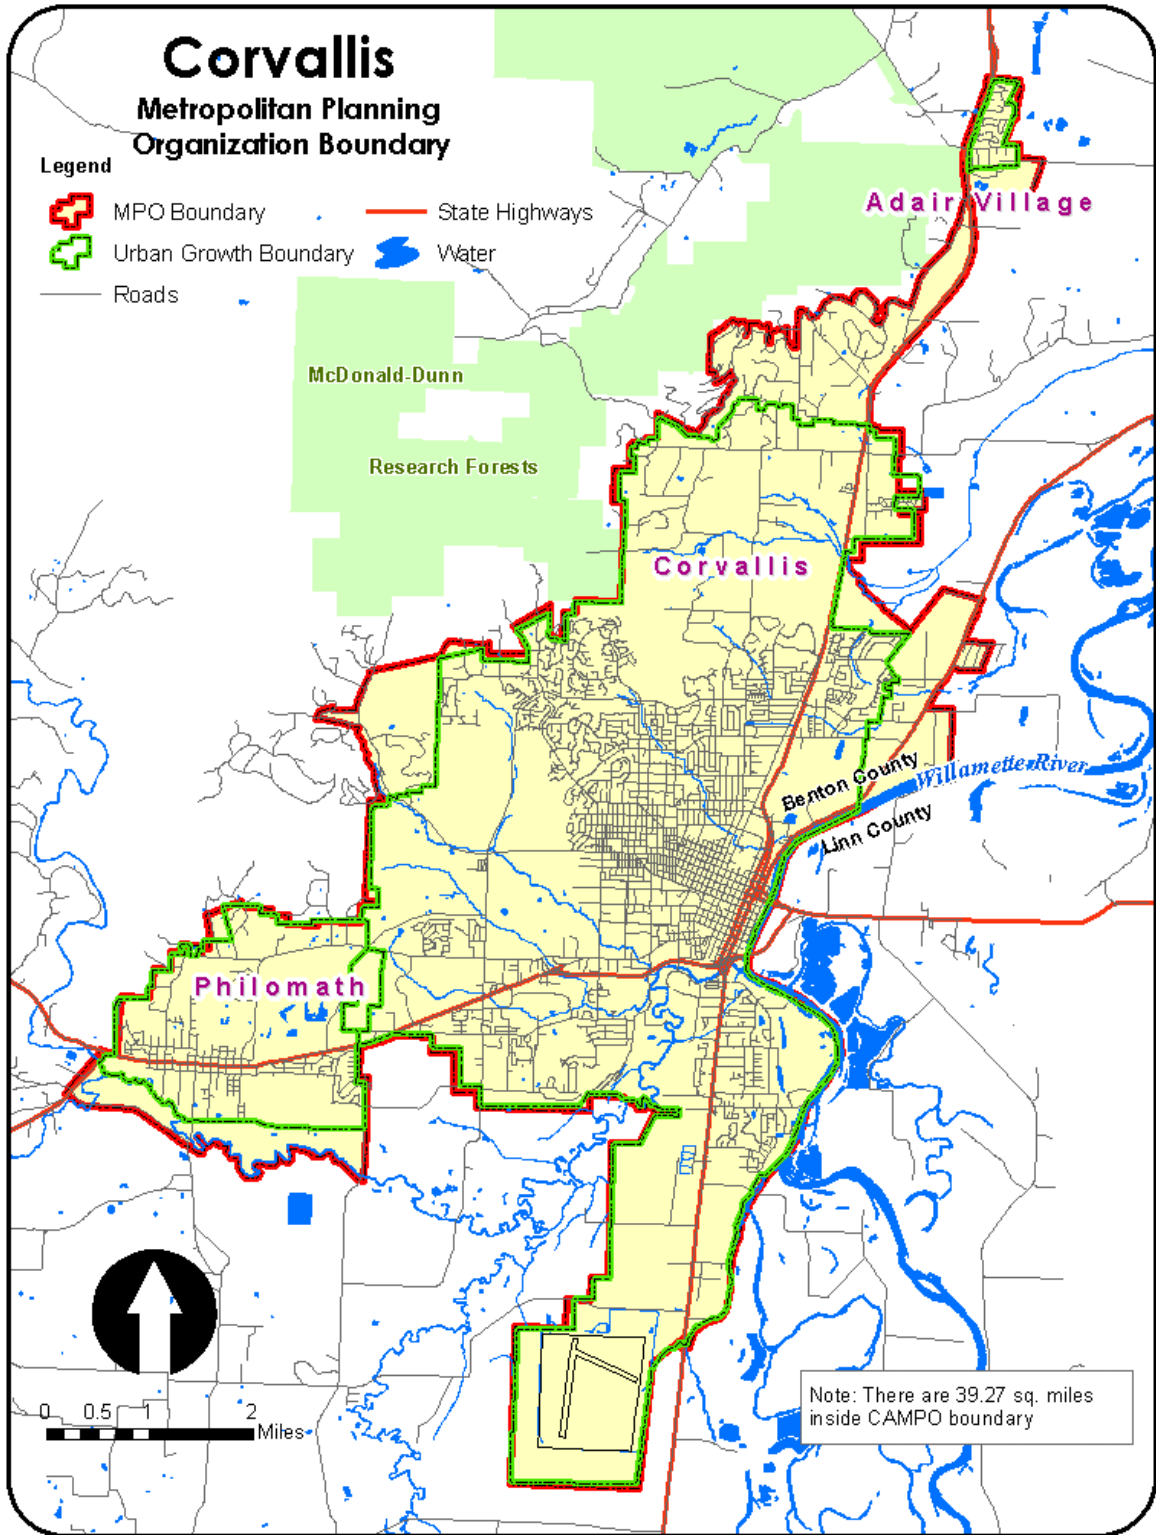 Corvallis
Metropolitan Planning
Organization Boundary
Legend
MPO Boundary
State Highways
Urban Growth Boundary
Water
Roads
Adair Village
McDonald-Dunn
Research Forests
Corvallis
Benton County
Willamette River
Linn County
Philomath
Note: There are 39.27 sq. miles
inside CAMPO boundary
0 0.5 1 2
Miles